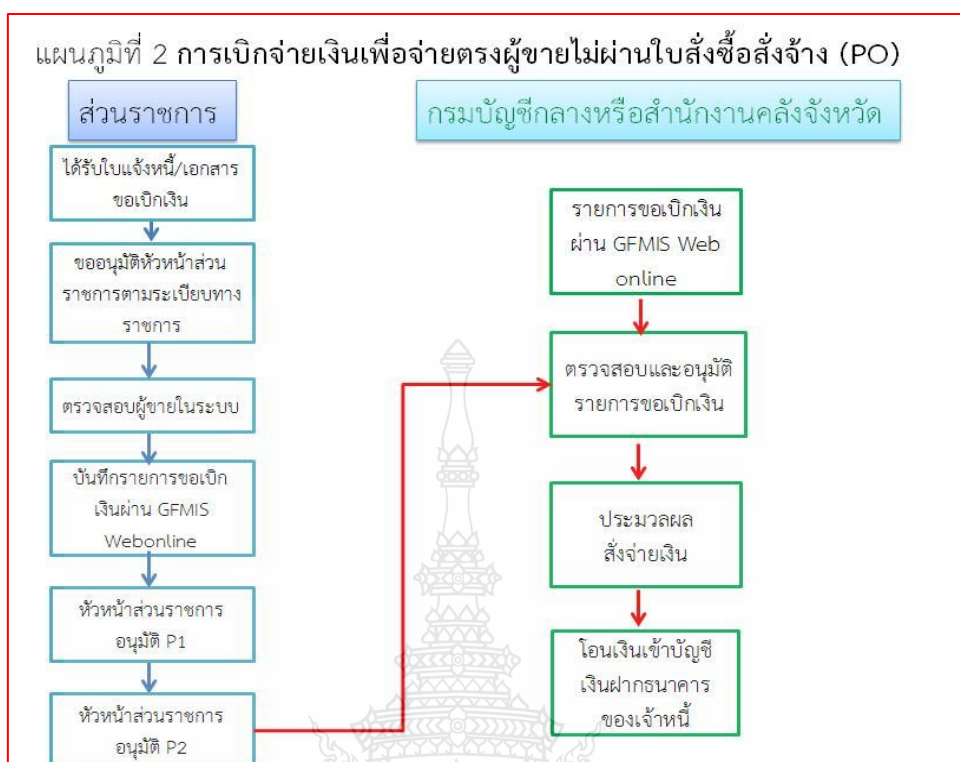 แผนภูมิที่ 2 การเบิกจ่ายเงินเพื่อจ่ายตรงผู้ขายไม่ผ่านใบสั่งซื้อสั่งจ้าง (PO)
ส่วนราชการ
ได้รับใบแจ้งหนี้/เอกสาร
ขอเบิกเงิน
ขออนุมัติหัวหน้าส่วน
ราชการตามระเบียบทาง
ราชการ
ตรวจสอบผู้ขายในระบบ
บันทึกรายการขอเบิก
เงินผ่าน GFMIS
Webonline
หัวหน้าส่วนราชการ
อนุมัติ P1
หัวหน้าส่วนราชการ
อนุมัติ P2
กรมบัญชีกลางหรือสำนักงานคลังจังหวัด
รายการขอเบิกเงิน
ผ่าน GFMIS Web
online
ตรวจสอบและอนุมัติ
รายการขอเบิกเงิน
ประมวลผล
สั่งจ่ายเงิน
โอนเงินเข้าบัญชี
เงินฝากธนาคาร
ของเจ้าหนี้